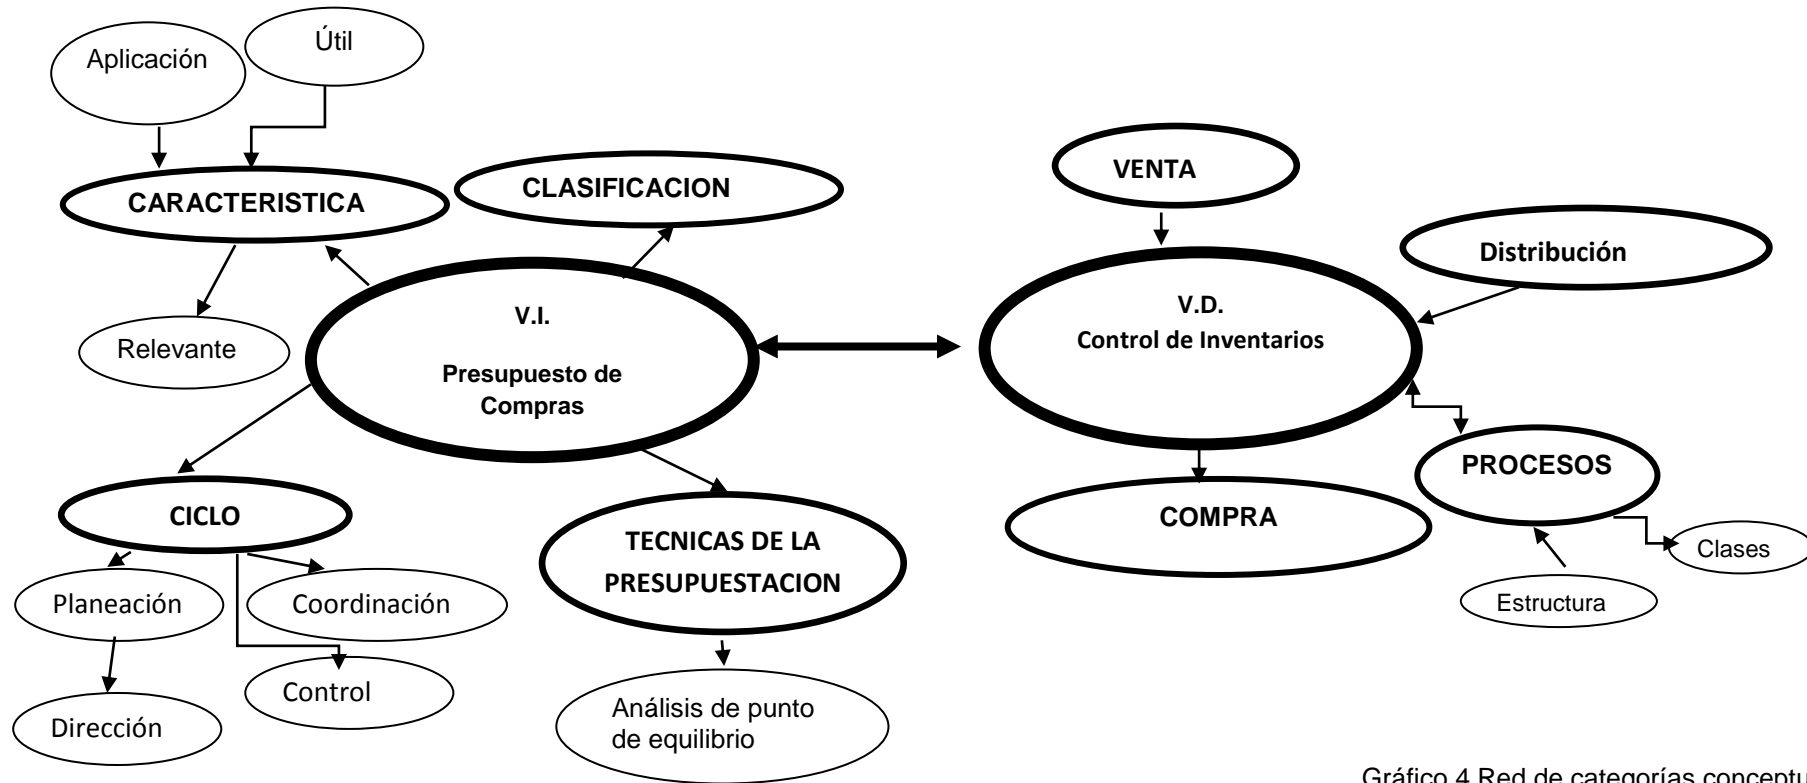 Aplicación
Útil
CARACTERISTICA
CLASIFICACION
Relevante
V.I.
Presupuesto de
Compras
CICLO
Planeación
Coordinación
Control
Dirección
TECNICAS DE LA
PRESUPUESTACION
Análisis de punto
de equilibrio
VENTA
Distribución
V.D.
Control de Inventarios
PROCESOS
COMPRA
Clases
Estructura
Gráfico 4 Red de categorías conceptu